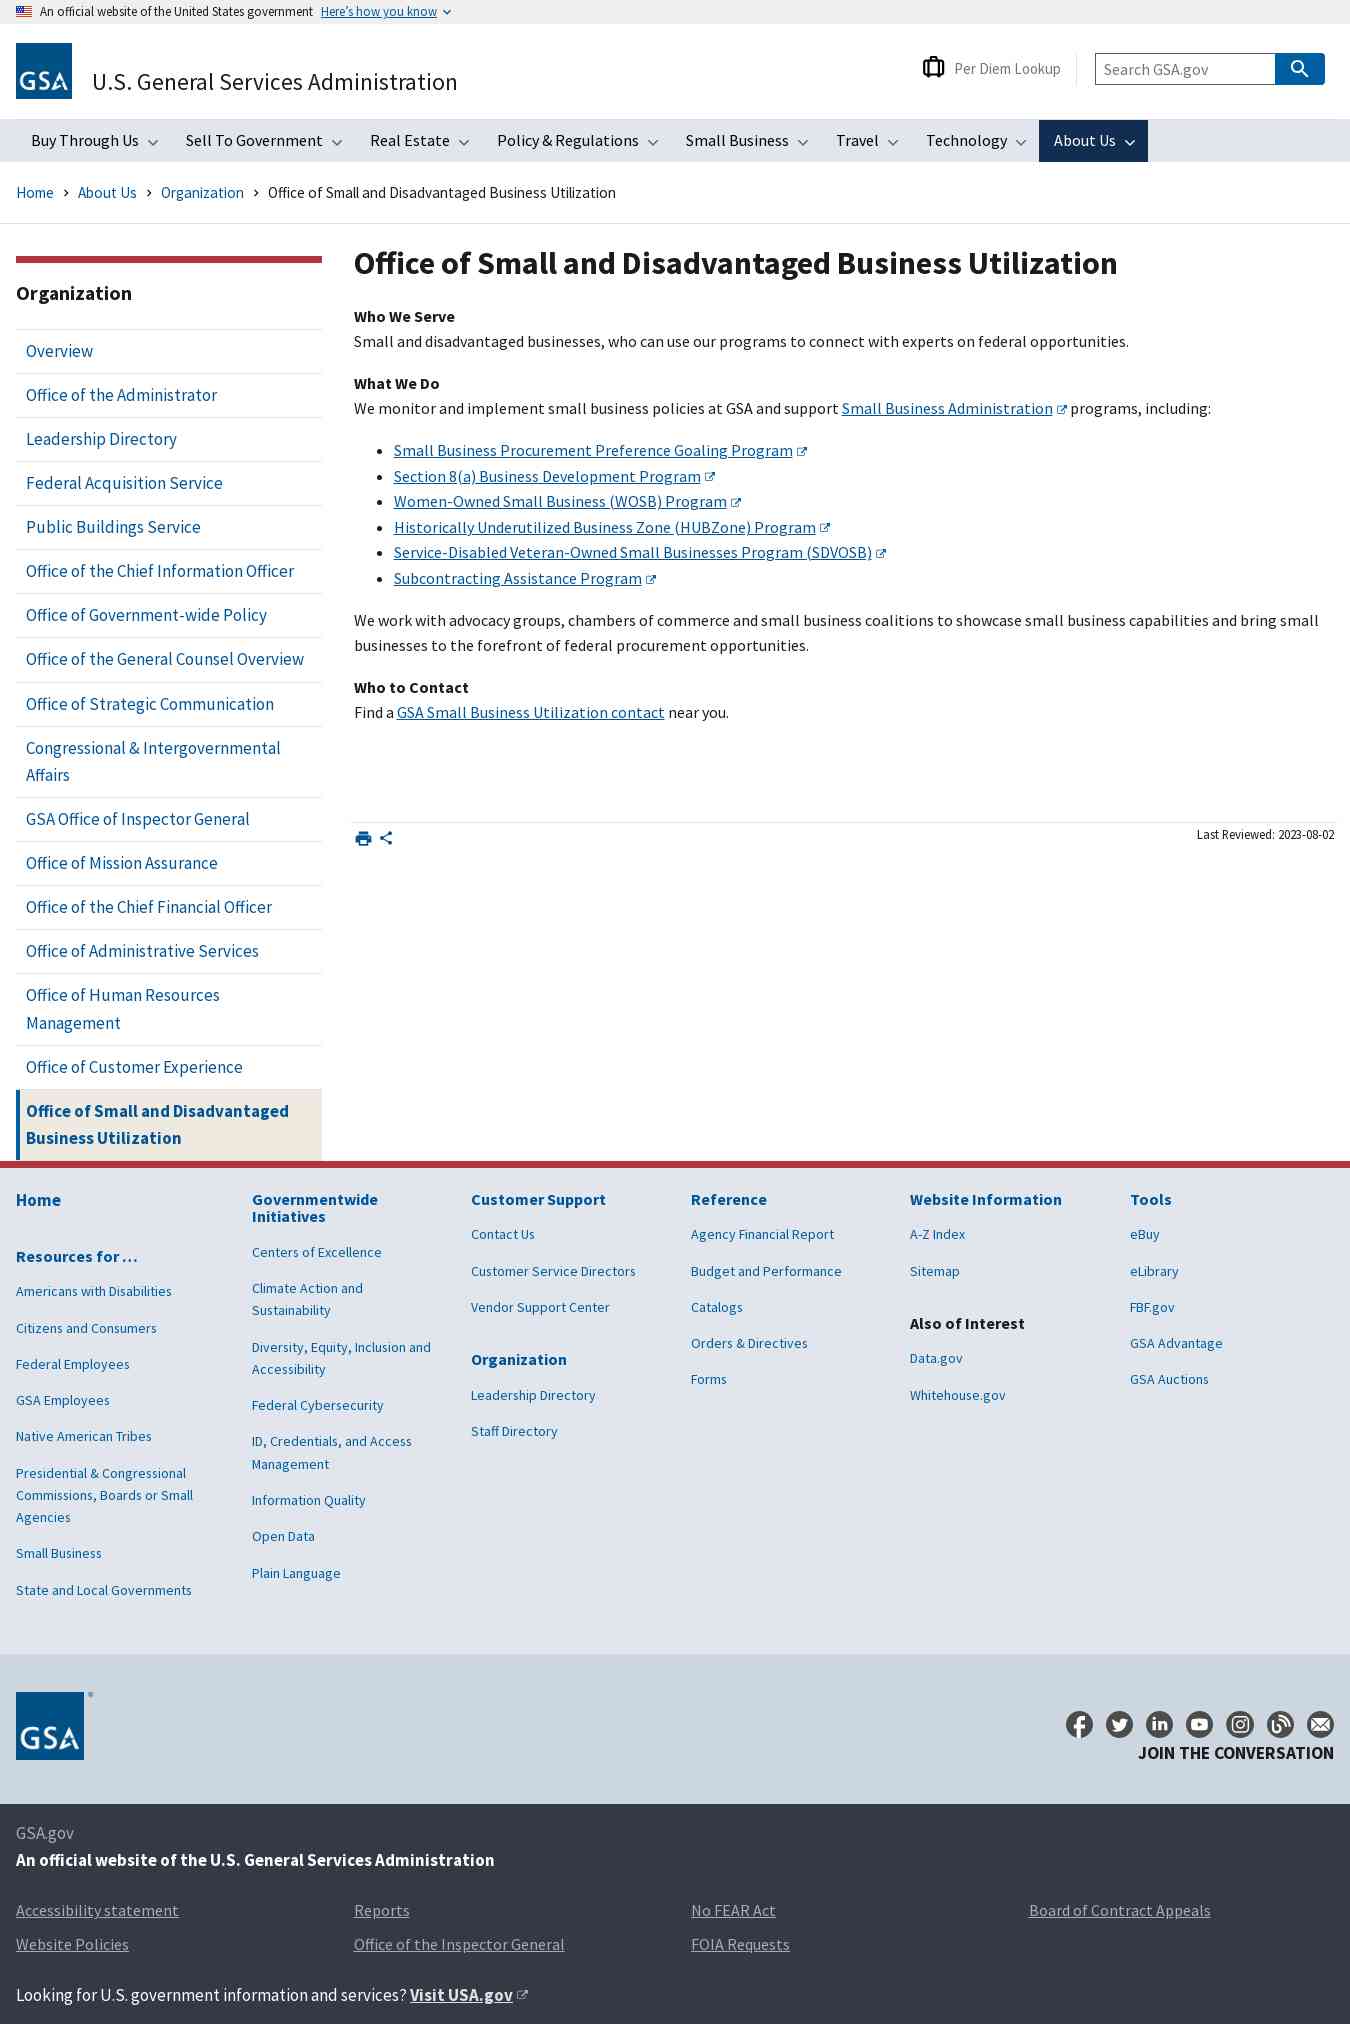 An official website of the United States government Here's how you know
GSA
U.S. General Services Administration
Per Diem Lookup
Search GSA.gov
Buy Through Us
Sell To Government
Real Estate
Policy & Regulations
Small Business
Travel
Technology
About Us
Home
About Us
Organization
Office of Small and Disadvantaged Business Utilization
Organization
Overview
Office of the Administrator
Leadership Directory
Federal Acquisition Service
Public Buildings Service
Office of the Chief Information Officer
Office of Government-wide Policy
Office of the General Counsel Overview
Office of Strategic Communication
Congressional & Intergovernmental
Affairs
GSA Office of Inspector General
Office of Mission Assurance
Office of the Chief Financial Officer
Office of Administrative Services
Office of Human Resources
Management
Office of Customer Experience
Office of Small and Disadvantaged
Business Utilization
Office of Small and Disadvantaged Business Utilization
Who We Serve
Small and disadvantaged businesses, who can use our programs to connect with experts on federal opportunities.
What We Do
We monitor and implement small business policies at GSA and support Small Business Administration programs, including:
• Small Business Procurement Preference Goaling Program
• Section 8(a) Business Development Program
• Women-Owned Small Business (WOSB) Program
• Historically Underutilized Business Zone (HUBZone) Program
• Service-Disabled Veteran-Owned Small Businesses Program (SDVOSB)
• Subcontracting Assistance Program
We work with advocacy groups, chambers of commerce and small business coalitions to showcase small business capabilities and bring small
businesses to the forefront of federal procurement opportunities.
Who to Contact
Find a GSA Small Business Utilization contact near you.
Last Reviewed: 2023-08-02
Home
Resources for …
Americans with Disabilities
Citizens and Consumers
Federal Employees
GSA Employees
Native American Tribes
Presidential & Congressional
Commissions, Boards or Small
Agencies
Small Business
State and Local Governments
Governmentwide
Initiatives
Centers of Excellence
Climate Action and
Sustainability
Diversity, Equity, Inclusion and
Accessibility
Federal Cybersecurity
ID, Credentials, and Access
Management
Information Quality
Open Data
Plain Language
Customer Support
Contact Us
Customer Service Directors
Vendor Support Center
Organization
Leadership Directory
Staff Directory
Reference
Agency Financial Report
Budget and Performance
Catalogs
Orders & Directives
Forms
Website Information
A-Z Index
Sitemap
Also of Interest
Data.gov
Whitehouse.gov
Tools
eBuy
eLibrary
FBF.gov
GSA Advantage
GSA Auctions
GSA
JOIN THE CONVERSATION
GSA.gov
An official website of the U.S. General Services Administration
Accessibility statement
Reports
No FEAR Act
Board of Contract Appeals
Website Policies
Office of the Inspector General
FOIA Requests
Looking for U.S. government information and services? Visit USA.gov